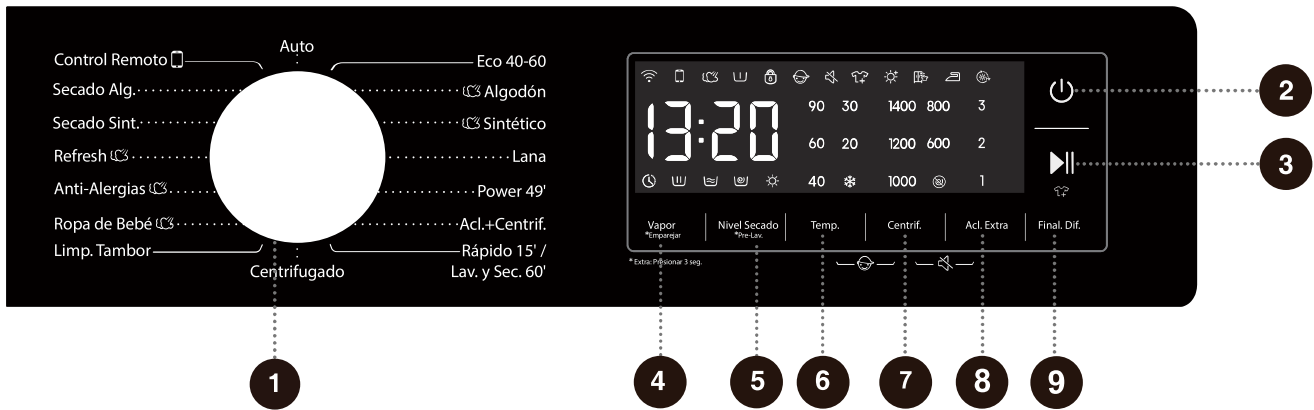 Control Remoto
Auto
Eco 40-60
Secado Alg.
Algodón
Secado Sint.
Sintético
Refresh
Lana
Anti-Alergias
Power 49'
Ropa de Bebé
Acl.+Centrif.
Limp. Tambor
Centrifugado
Rápido 15' /
Lav. y Sec. 60'
13:20
90 30 1400 800 3
60 20 1200 600 2
40 1000 1
Vapor
*Emparejar
Nivel Secado
*Pre-Lav.
Temp.
Centrif.
Acl. Extra
Final. Dif.
* Extra: Presionar 3 seg.
2
3
1
4
5
6
7
8
9